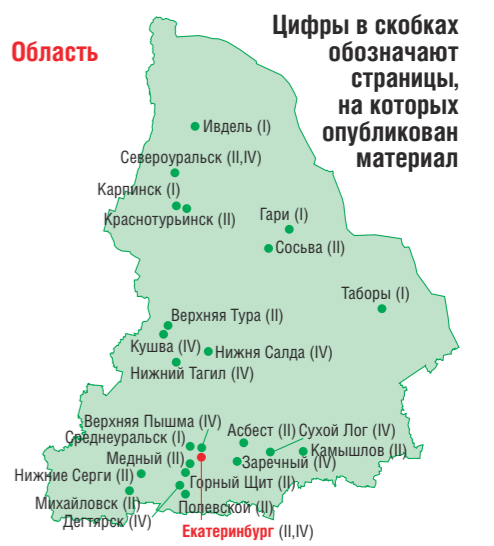 Область
Цифры в скобках
обозначают
страницы,
на которых
опубликован
материал
Ивдель (I)
Североуральск (II,IV)
Карпинск (I)
Краснотурьинск (II)
Гари (I)
Сосьва (II)
Таборы (I)
Верхняя Тура (II)
Кушва (IV)
Нижня Салда (IV)
Нижний Тагил (IV)
Верхняя Пышма (IV)
Среднеуральск (I)
Асбест (II)
Сухой Лог (IV)
Медный (II)
Заречный (IV)
Камышлов (II)
Нижние Серги (II)
Горный Щит (II)
Михайловск (II)
Полевской (II)
Дегтярск (IV)
Екатеринбург (II,IV)